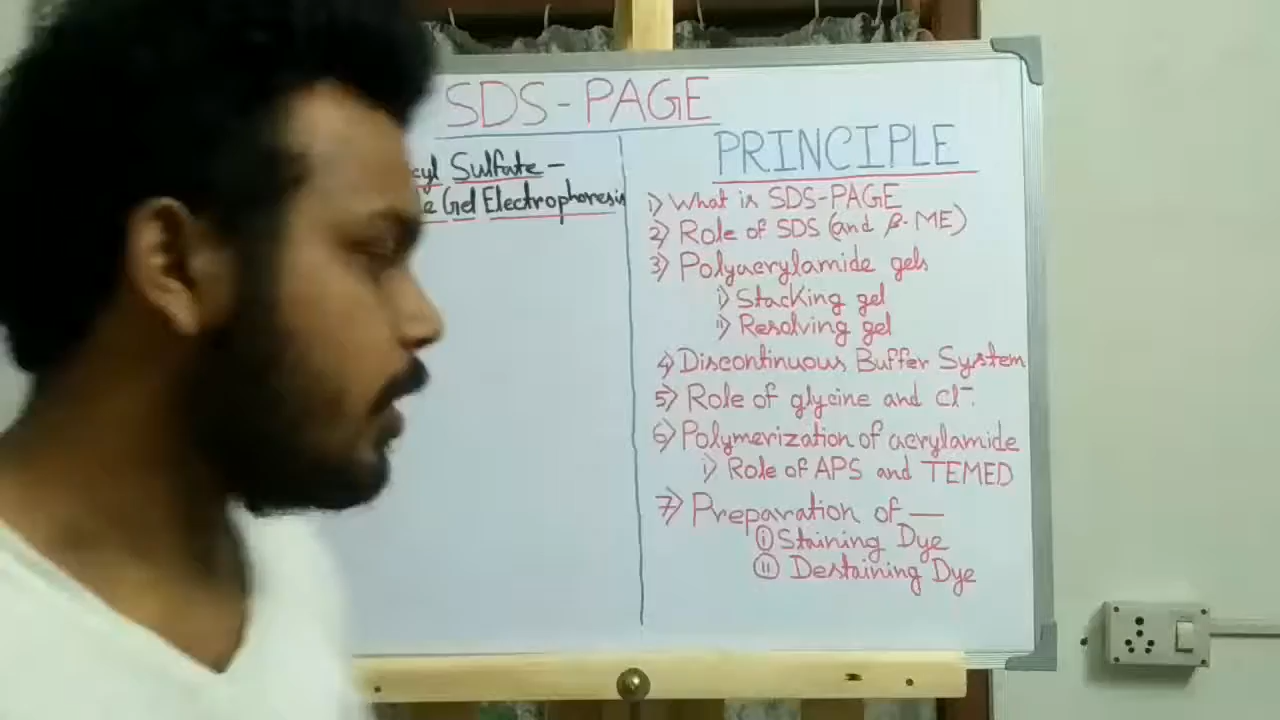 SDS-PAGE
Sulfate-
Gel Electrophoresis
PRINCIPLE
1) What is SDS-PAGE
2) Role of SDS (and β-ME)
3) Polyacrylamide gels
i) Stacking gel
ii) Resolving gel
4) Discontinuous Buffer System
5) Role of glycine and Cl⁻.
6) Polymerization of acrylamide
i) Role of APS and TEMED
7) Preparation of —
(i) Staining Dye
(ii) Destaining Dye